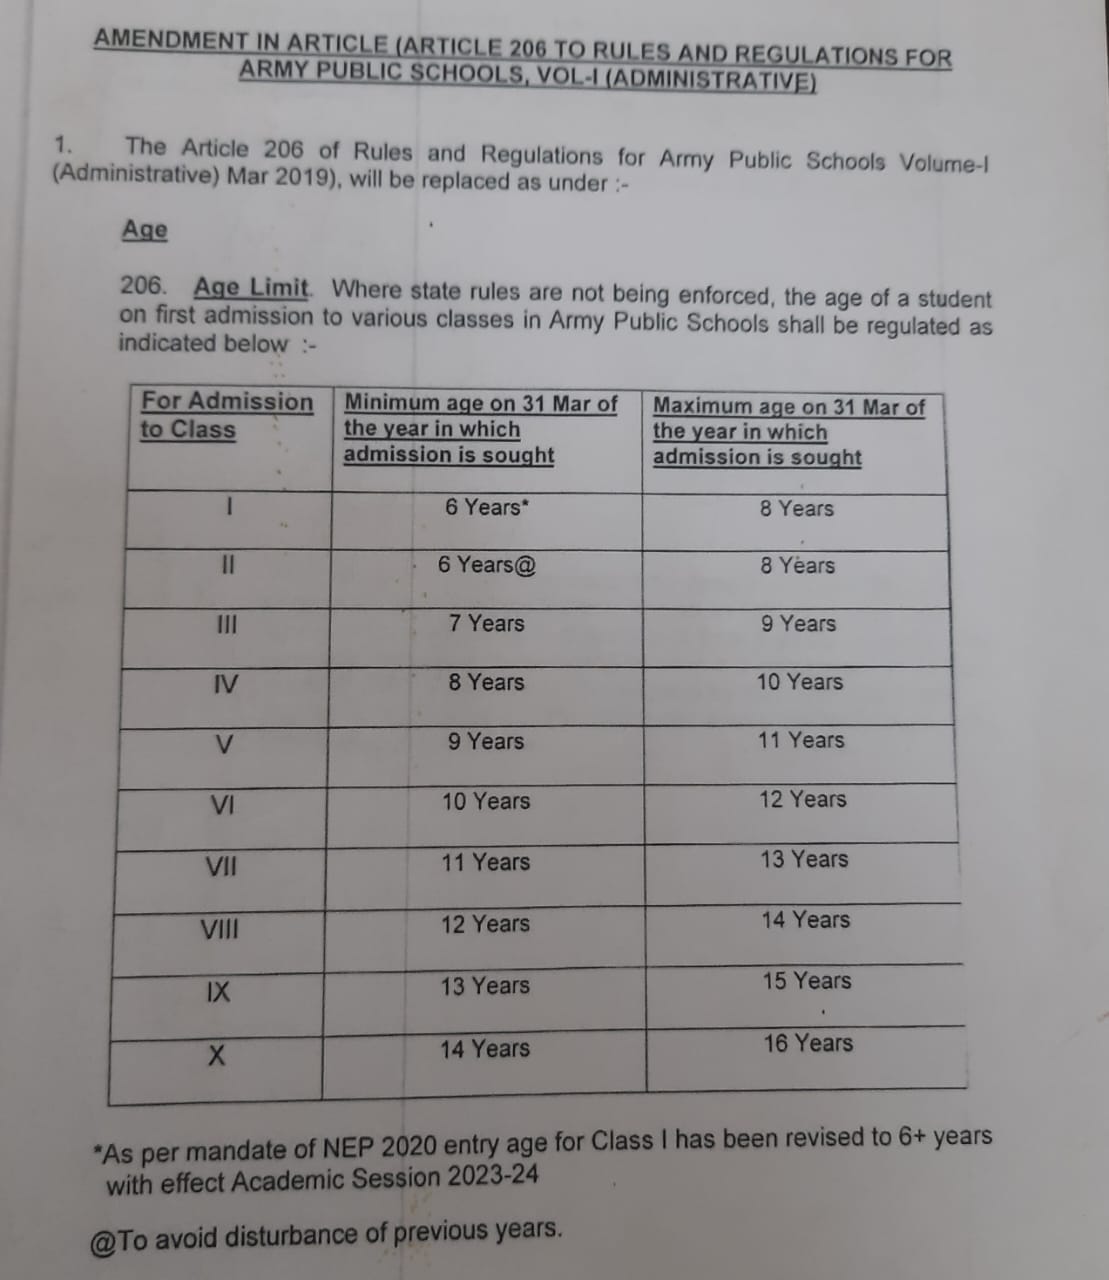 AMENDMENT IN ARTICLE (ARTICLE 206 TO RULES AND REGULATIONS FOR
ARMY PUBLIC SCHOOLS, VOL-I (ADMINISTRATIVE)
1. The Article 206 of Rules and Regulations for Army Public Schools Volume-I
(Administrative) Mar 2019), will be replaced as under :-
Age
206. Age Limit. Where state rules are not being enforced, the age of a student
on first admission to various classes in Army Public Schools shall be regulated as
indicated below :-
For Admission to Class | Minimum age on 31 Mar of the year in which admission is sought | Maximum age on 31 Mar of the year in which admission is sought
I | 6 Years* | 8 Years
II | 6 Years@ | 8 Years
III | 7 Years | 9 Years
IV | 8 Years | 10 Years
V | 9 Years | 11 Years
VI | 10 Years | 12 Years
VII | 11 Years | 13 Years
VIII | 12 Years | 14 Years
IX | 13 Years | 15 Years
X | 14 Years | 16 Years
*As per mandate of NEP 2020 entry age for Class I has been revised to 6+ years
with effect Academic Session 2023-24
@To avoid disturbance of previous years.